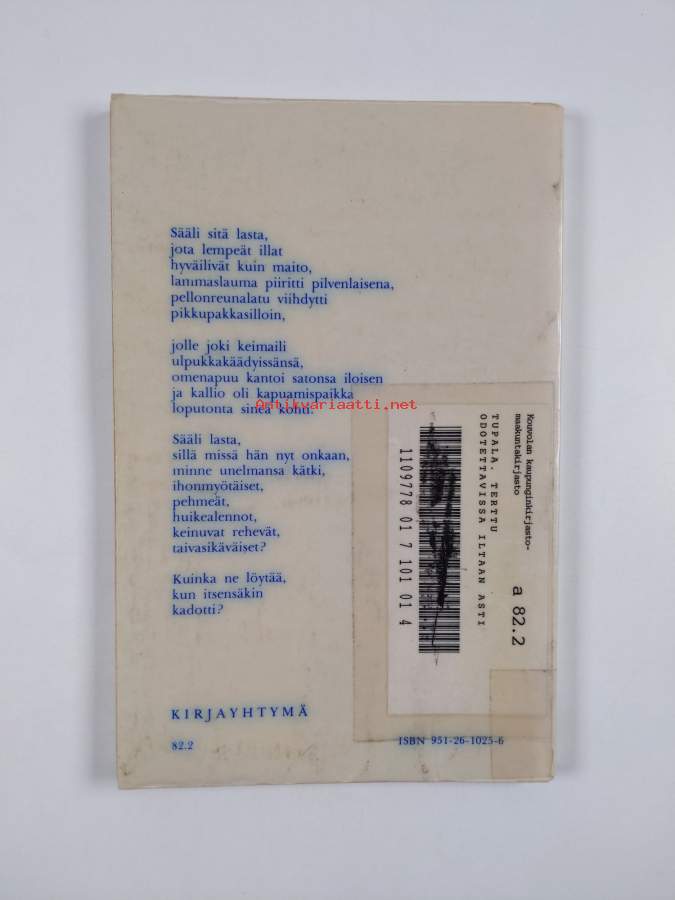 Sääli sitä lasta,
jota lempeät illat
hyväilivät kuin maito,
lammaslauma piiritti pilvenlaisena,
pellonreunalatu viihdytti
pikkupakkasilloin,
jolle joki keimaili
ulpukkakäädyissänsä,
omenapuu kantoi satonsa iloisen
ja kallio oli kapuamispaikka
loputonta sineä kohti.
Antikvariaatti.net
Sääli lasta,
sillä missä hän nyt onkaan,
minne unelmansa kätki,
ihonmyötäiset,
pehmeät,
huikealennot,
keinuvat rehevät,
taivasikäväiset?
Kuinka ne löytää,
kun itsensäkin
kadotti?
KIRJAYHTYMÄ
82.2
ISBN 951-26-1025-6
Kouvolan kaupunginkirjasto-
maakuntakirjasto
a 82.2
TUPALA, TERTTU
ODOTETTAVISSA ILTAAN ASTI
1109778 01 7 101 01 4